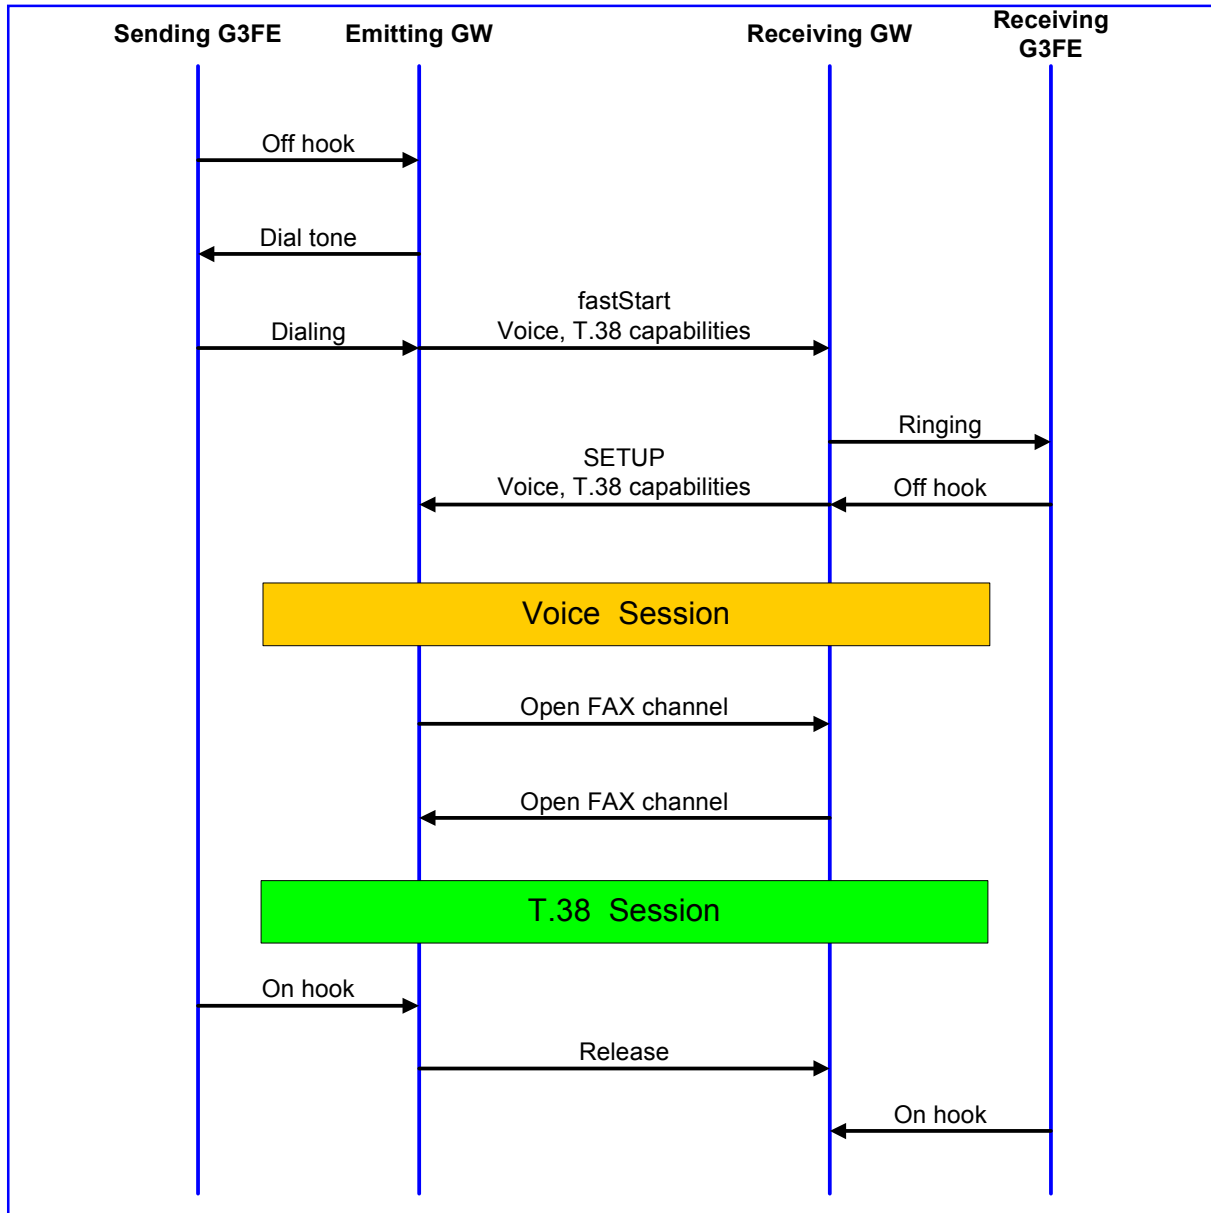 Sending G3FE
Emitting GW
Receiving GW
Receiving
G3FE
Off hook
Dial tone
fastStart
Dialing
Voice, T.38 capabilities
Ringing
SETUP
Voice, T.38 capabilities
Off hook
Voice Session
Open FAX channel
Open FAX channel
T.38 Session
On hook
Release
On hook